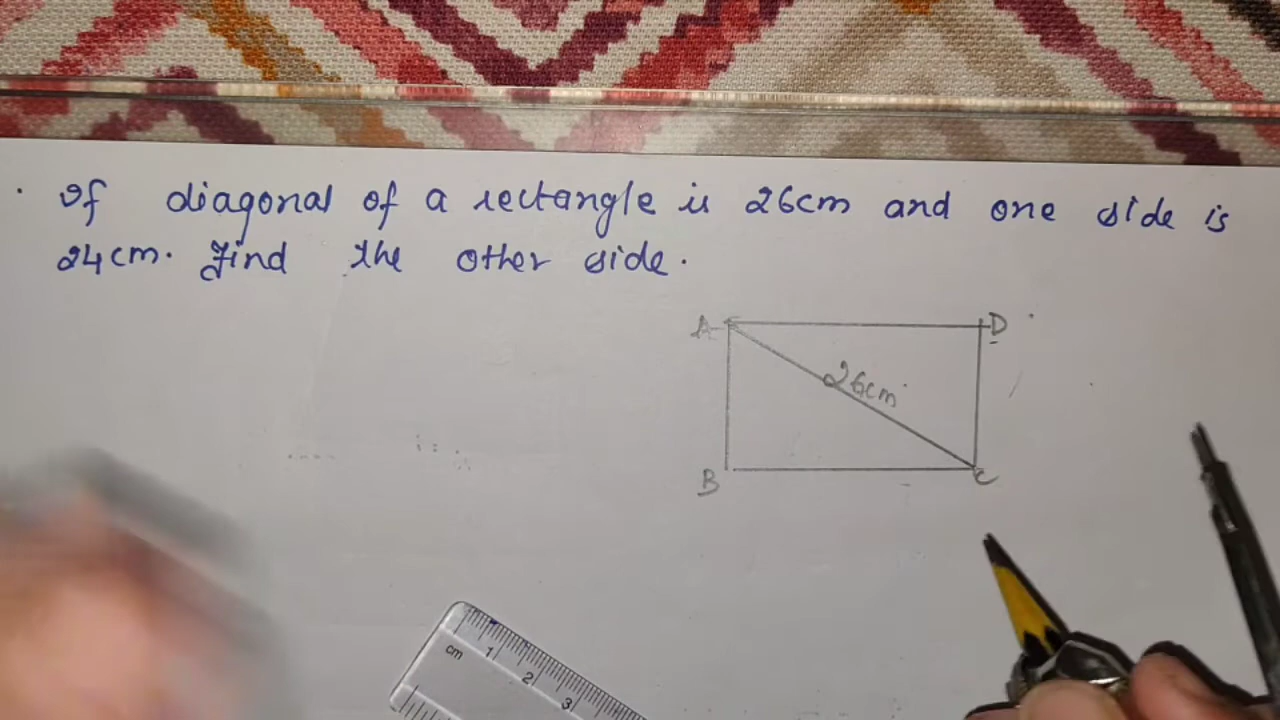 If diagonal of a rectangle is 26cm and one side is
24cm. Find the other side.
A D
26cm
B C
cm 1 2 3